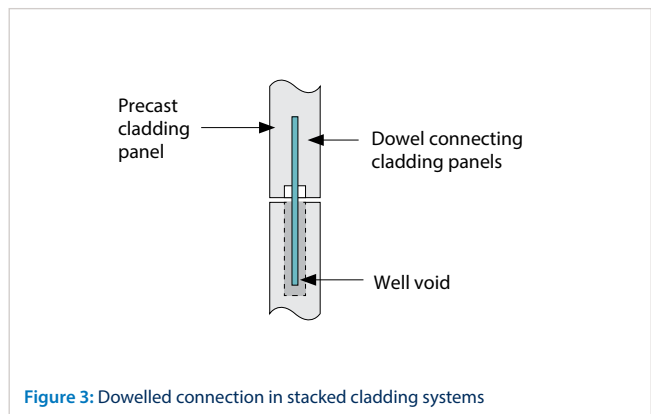 Precast
cladding
panel
Dowel connecting
cladding panels
Well void
Figure 3: Dowelled connection in stacked cladding systems